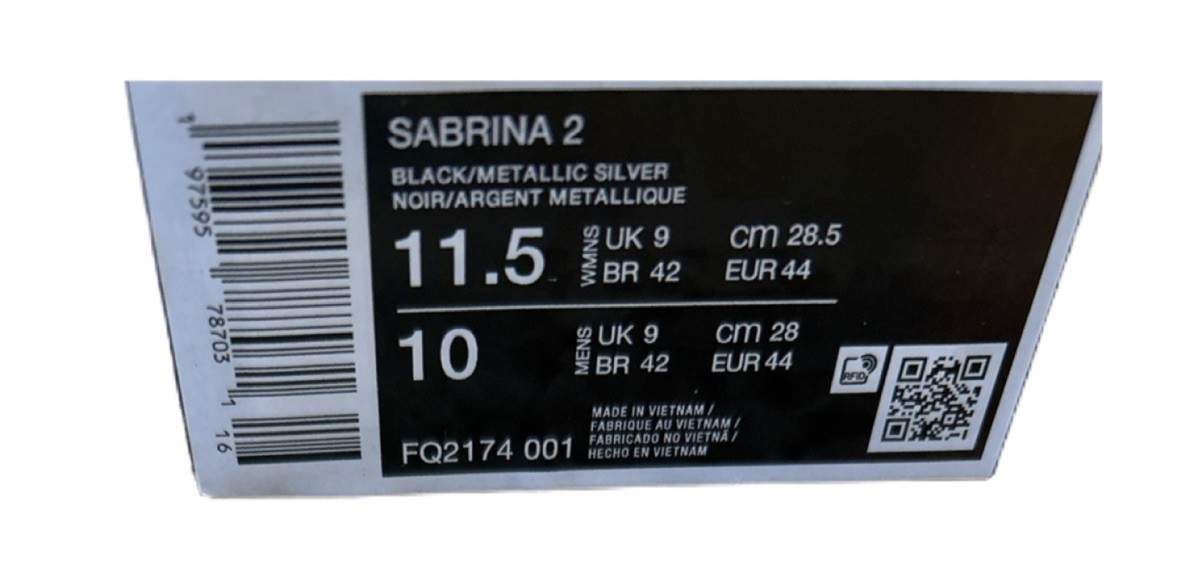 SABRINA 2
BLACK/METALLIC SILVER
NOIR/ARGENT METALLIQUE
11.5 WMNS UK 9 cm 28.5
BR 42 EUR 44
10 MENS UK 9 cm 28
BR 42 EUR 44
FQ2174 001
MADE IN VIETNAM /
FABRIQUE AU VIETNAM /
FABRICADO NO VIETNÃ /
HECHO EN VIETNAM
RFID
1 97595 78703 1 16